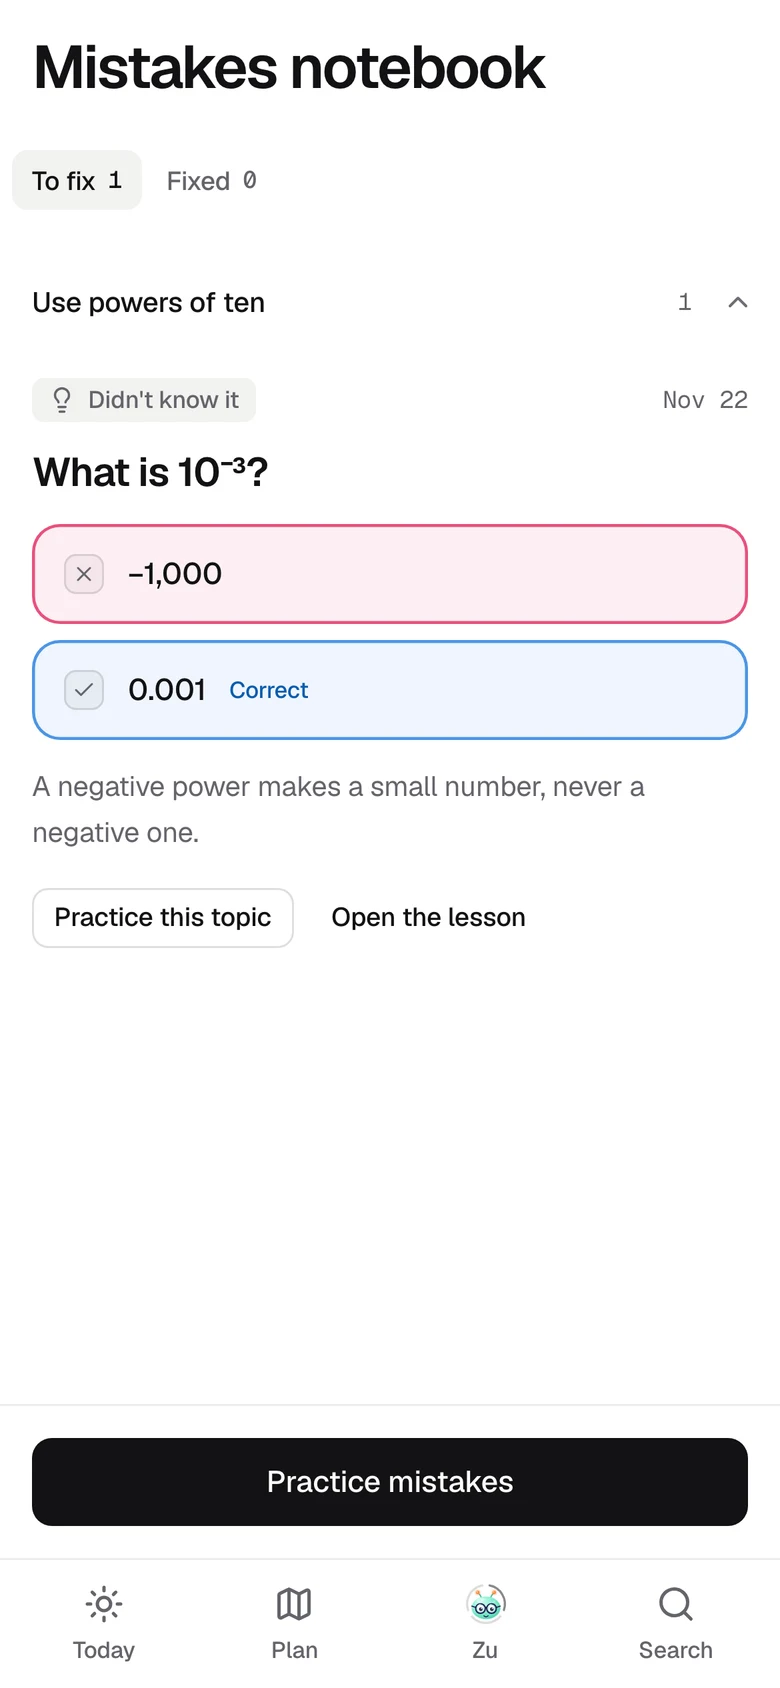 Mistakes notebook
To fix 1 Fixed 0
Use powers of ten 1
Didn't know it Nov 22
What is 10⁻³?
−1,000
0.001 Correct
A negative power makes a small number, never a
negative one.
Practice this topic Open the lesson
Practice mistakes
Today Plan Zu Search